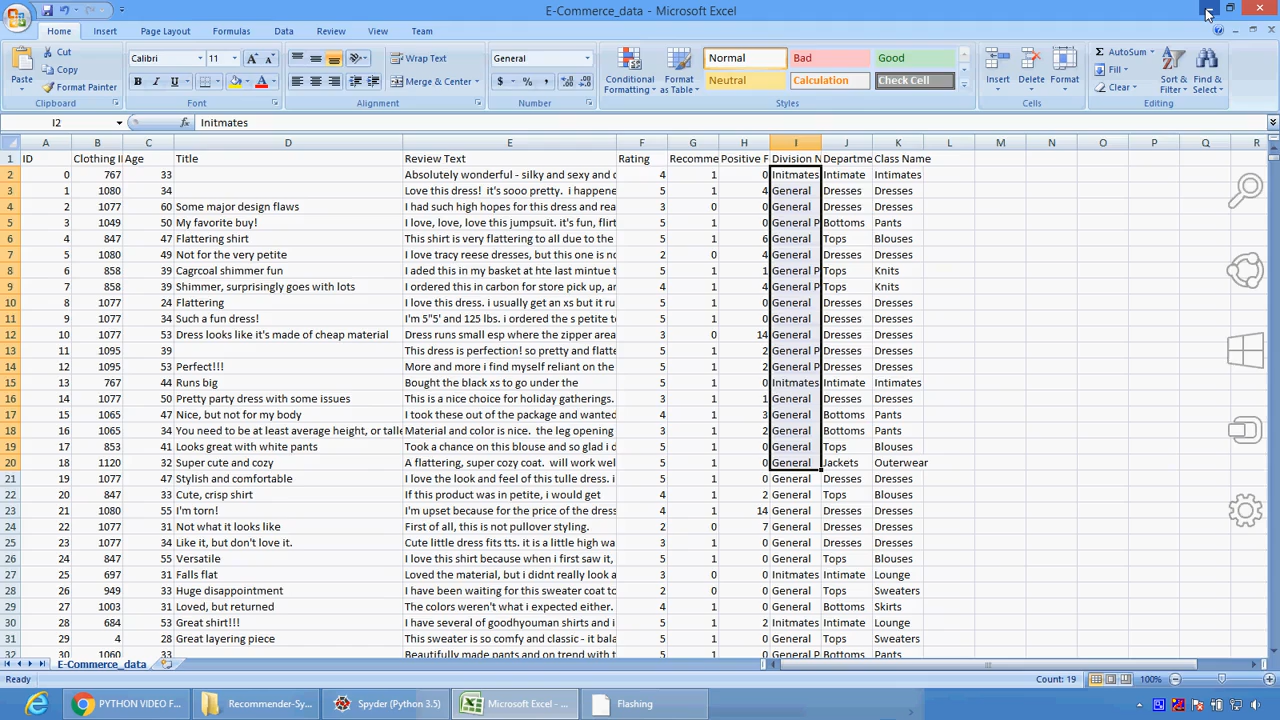 E-Commerce_data - Microsoft Excel
Home Insert Page Layout Formulas Data Review View Team
Paste Cut Copy Format Painter Clipboard
Calibri 11 B I U Font
Wrap Text Merge & Center Alignment
General $ % , Number
Conditional Formatting Format as Table Normal Bad Good Neutral Calculation Check Cell Styles
Insert Delete Format Cells
AutoSum Fill Clear Sort & Filter Find & Select Editing
I2 fx Initmates
A B C D E F G H I J K L M N O P Q R
1 ID Clothing I Age Title Review Text Rating Recomme Positive F Division N Departme Class Name
2 0 767 33 Absolutely wonderful - silky and sexy and c 4 1 0 Initmates Intimate Intimates
3 1 1080 34 Love this dress! it's sooo pretty. i happene 5 1 4 General Dresses Dresses
4 2 1077 60 Some major design flaws I had such high hopes for this dress and rea 3 0 0 General Dresses Dresses
5 3 1049 50 My favorite buy! I love, love, love this jumpsuit. it's fun, flirt 5 1 0 General P Bottoms Pants
6 4 847 47 Flattering shirt This shirt is very flattering to all due to the 5 1 6 General Tops Blouses
7 5 1080 49 Not for the very petite I love tracy reese dresses, but this one is no 2 0 4 General Dresses Dresses
8 6 858 39 Cagrcoal shimmer fun I aded this in my basket at hte last mintue t 5 1 1 General P Tops Knits
9 7 858 39 Shimmer, surprisingly goes with lots I ordered this in carbon for store pick up, an 4 1 4 General P Tops Knits
10 8 1077 24 Flattering I love this dress. i usually get an xs but it ru 5 1 0 General Dresses Dresses
11 9 1077 34 Such a fun dress! I'm 5"5' and 125 lbs. i ordered the s petite to 5 1 0 General Dresses Dresses
12 10 1077 53 Dress looks like it's made of cheap material Dress runs small esp where the zipper area 3 0 14 General Dresses Dresses
13 11 1095 39 This dress is perfection! so pretty and flatte 5 1 2 General P Dresses Dresses
14 12 1095 53 Perfect!!! More and more i find myself reliant on the 5 1 2 General P Dresses Dresses
15 13 767 44 Runs big Bought the black xs to go under the 5 1 0 Initmates Intimate Intimates
16 14 1077 50 Pretty party dress with some issues This is a nice choice for holiday gatherings. 3 1 1 General Dresses Dresses
17 15 1065 47 Nice, but not for my body I took these out of the package and wanted 4 1 3 General Bottoms Pants
18 16 1065 34 You need to be at least average height, or talle Material and color is nice. the leg opening 3 1 2 General Bottoms Pants
19 17 853 41 Looks great with white pants Took a chance on this blouse and so glad i d 5 1 0 General Tops Blouses
20 18 1120 32 Super cute and cozy A flattering, super cozy coat. will work wel 5 1 0 General Jackets Outerwear
21 19 1077 47 Stylish and comfortable I love the look and feel of this tulle dress. i 5 1 0 General Dresses Dresses
22 20 847 33 Cute, crisp shirt If this product was in petite, i would get 4 1 2 General Tops Blouses
23 21 1080 55 I'm torn! I'm upset because for the price of the dress 4 1 14 General Dresses Dresses
24 22 1077 31 Not what it looks like First of all, this is not pullover styling. 2 0 7 General Dresses Dresses
25 23 1077 34 Like it, but don't love it. Cute little dress fits tts. it is a little high wa 3 1 0 General Dresses Dresses
26 24 847 55 Versatile I love this shirt because when i first saw it, 5 1 0 General Tops Blouses
27 25 697 31 Falls flat Loved the material, but i didnt really look a 3 0 0 Initmates Intimate Lounge
28 26 949 33 Huge disappointment I have been waiting for this sweater coat to 2 0 0 General Tops Sweaters
29 27 1003 31 Loved, but returned The colors weren't what i expected either. 4 1 0 General Bottoms Skirts
30 28 684 53 Great shirt!!! I have several of goodhyouman shirts and i 5 1 2 Initmates Intimate Lounge
31 29 4 28 Great layering piece This sweater is so comfy and classic - it bala 5 1 0 General Tops Sweaters
32 30 1060 33 Beautifully made pants and on trend with t 5 1 0 General P Bottoms Pants
E-Commerce_data
Ready Count: 19 100%
PYTHON VIDEO F... Recommender-Sy... Spyder (Python 3.5) Microsoft Excel - ... Flashing